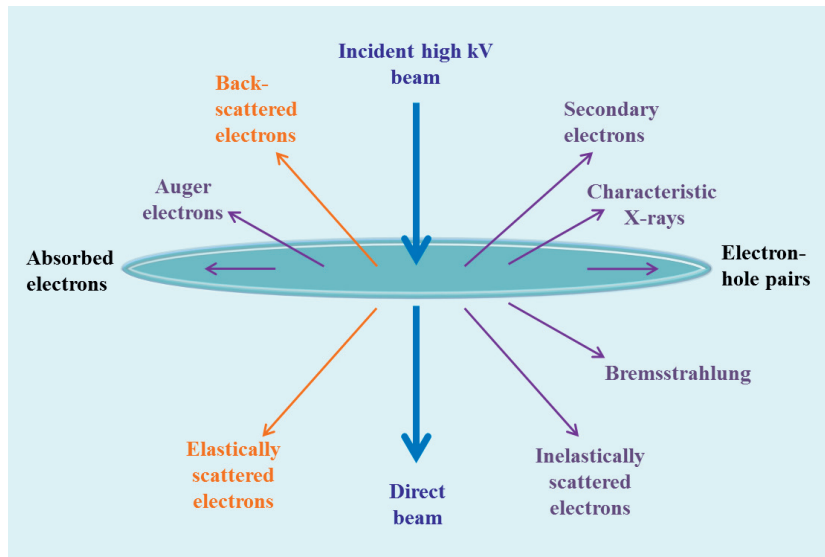 Incident high kV
beam
Back-
scattered
electrons
Secondary
electrons
Auger
electrons
Characteristic
X-rays
Absorbed
electrons
Electron-
hole pairs
Bremsstrahlung
Elastically
scattered
electrons
Direct
beam
Inelastically
scattered
electrons